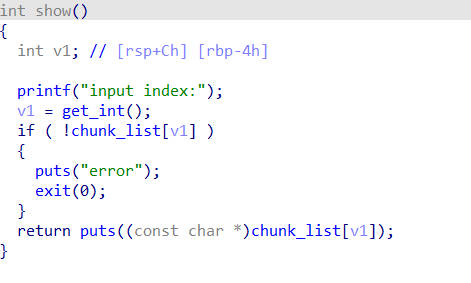 int show()
{
  int v1; // [rsp+Ch] [rbp-4h]

  printf("input index:");
  v1 = get_int();
  if ( !chunk_list[v1] )
  {
    puts("error");
    exit(0);
  }
  return puts((const char *)chunk_list[v1]);
}